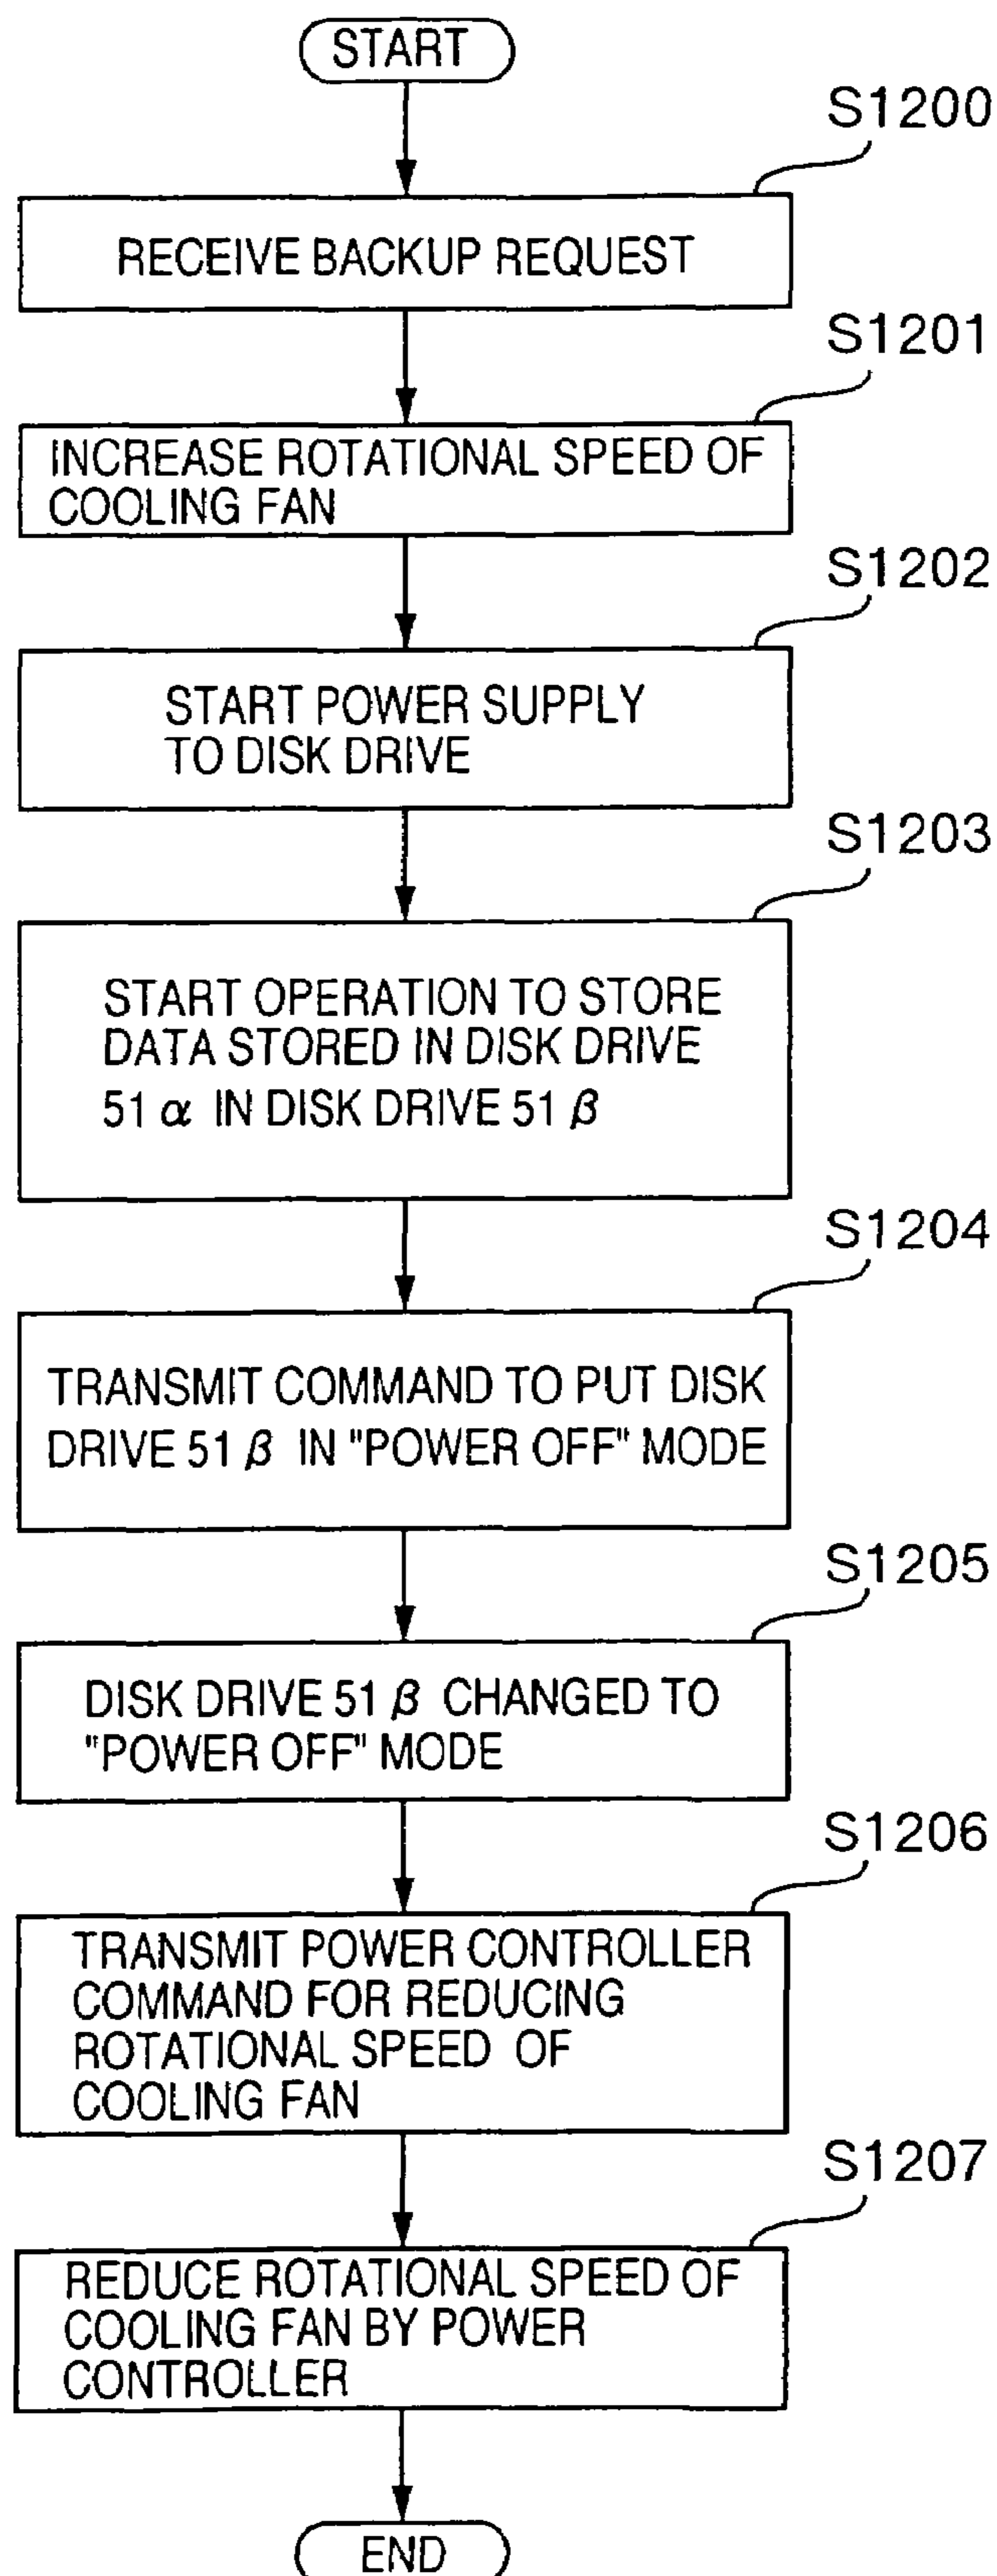 START
S1200
RECEIVE BACKUP REQUEST
S1201
INCREASE ROTATIONAL SPEED OF
COOLING FAN
S1202
START POWER SUPPLY
TO DISK DRIVE
S1203
START OPERATION TO STORE
DATA STORED IN DISK DRIVE
51 α IN DISK DRIVE 51 β
S1204
TRANSMIT COMMAND TO PUT DISK
DRIVE 51 β IN "POWER OFF" MODE
S1205
DISK DRIVE 51 β CHANGED TO
"POWER OFF" MODE
S1206
TRANSMIT POWER CONTROLLER
COMMAND FOR REDUCING
ROTATIONAL SPEED OF
COOLING FAN
S1207
REDUCE ROTATIONAL SPEED OF
COOLING FAN BY POWER
CONTROLLER
END